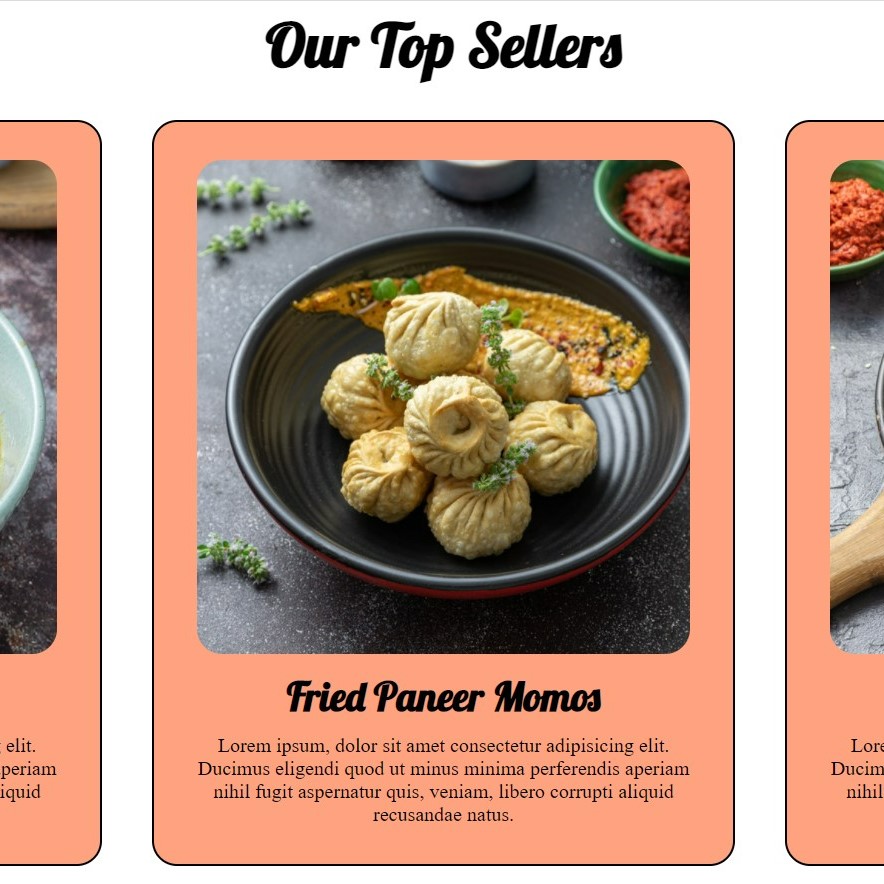 Our Top Sellers
Fried Paneer Momos
elit.
Lorem ipsum, dolor sit amet consectetur adipisicing elit.
Lore
aperiam
Ducimus eligendi quod ut minus minima perferendis aperiam
Ducim
iquid
nihil fugit aspernatur quis, veniam, libero corrupti aliquid
nihil
recusandae natus.